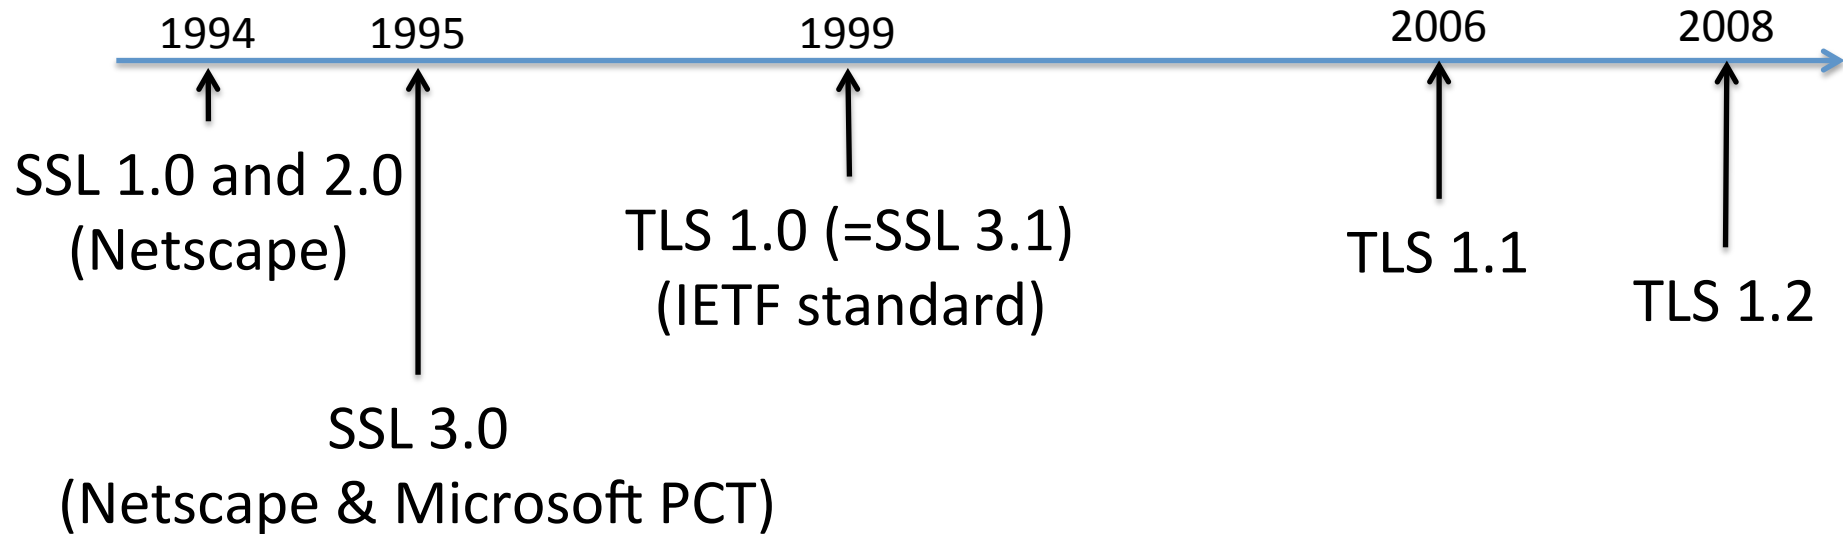 1994 1995 1999 2006 2008
SSL 1.0 and 2.0
(Netscape)
SSL 3.0
(Netscape & Microsoft PCT)
TLS 1.0 (=SSL 3.1)
(IETF standard)
TLS 1.1
TLS 1.2